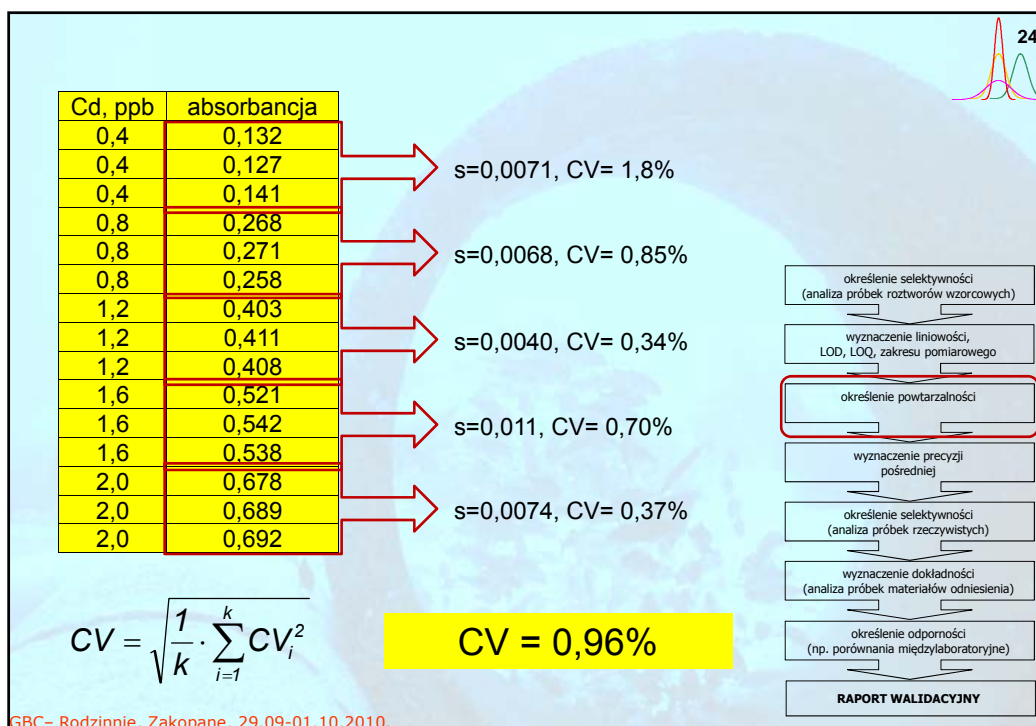 24
Cd, ppb absorbancja
0,4 0,132
0,4 0,127
0,4 0,141
0,8 0,268
0,8 0,271
0,8 0,258
1,2 0,403
1,2 0,411
1,2 0,408
1,6 0,521
1,6 0,542
1,6 0,538
2,0 0,678
2,0 0,689
2,0 0,692
s=0,0071, CV= 1,8%
s=0,0068, CV= 0,85%
s=0,0040, CV= 0,34%
s=0,011, CV= 0,70%
s=0,0074, CV= 0,37%
określenie selektywności
(analiza próbek roztworów wzorcowych)
wyznaczenie liniowości,
LOD, LOQ, zakresu pomiarowego
określenie powtarzalności
wyznaczenie precyzji
pośredniej
określenie selektywności
(analiza próbek rzeczywistych)
wyznaczenie dokładności
(analiza próbek materiałów odniesienia)
określenie odporności
(np. porównania międzylaboratoryjne)
RAPORT WALIDACYJNY
CV = √(1/k · ∑_{i=1}^{k} CV_i^2)
CV = 0,96%
GBC– Rodzinnie, Zakopane, 29.09-01.10.2010.